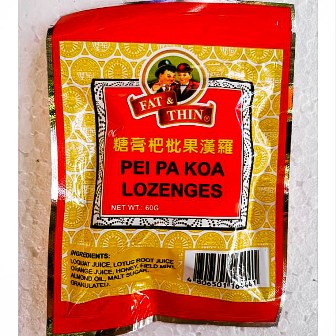 FAT &
THIN®
糖膏杷枇果漢羅
PEI PA KOA
LOZENGES
NET WT.: 60G
INGREDIENTS:
LOQUAT JUICE, LOTUS ROOT JUICE
ORANGE JUICE, HONEY, FIELD MINT,
ALMOND OIL, MALT SUGAR,
GRANULATED.